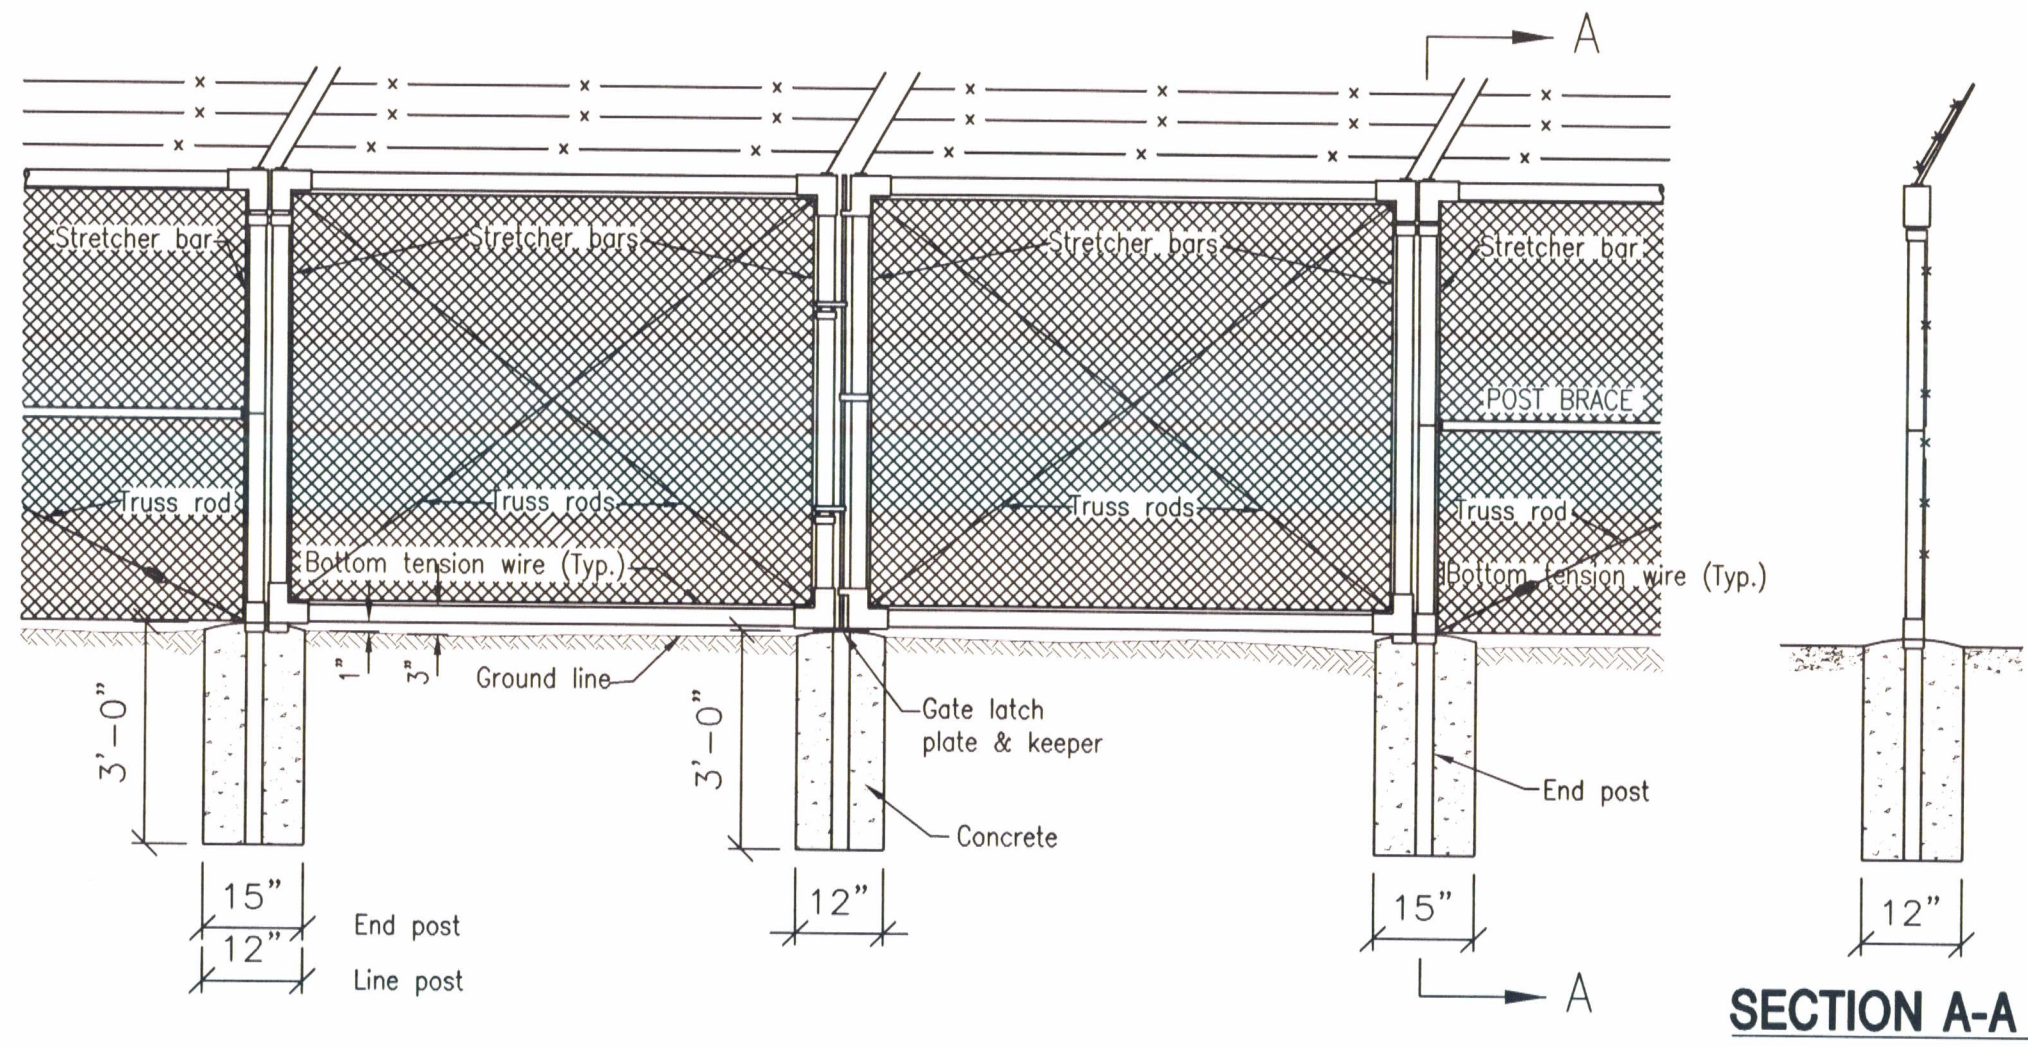 A
Stretcher bar
Stretcher bars
Stretcher bars
Stretcher bar
POST BRACE
Truss rod
Truss rods
Truss rods
Truss rod
Bottom tension wire (Typ.)
Bottom tension wire (Typ.)
1"
3"
Ground line
3'-0"
3'-0"
Gate latch
plate & keeper
End post
Concrete
15"
End post
12"
Line post
12"
15"
12"
A
SECTION A-A